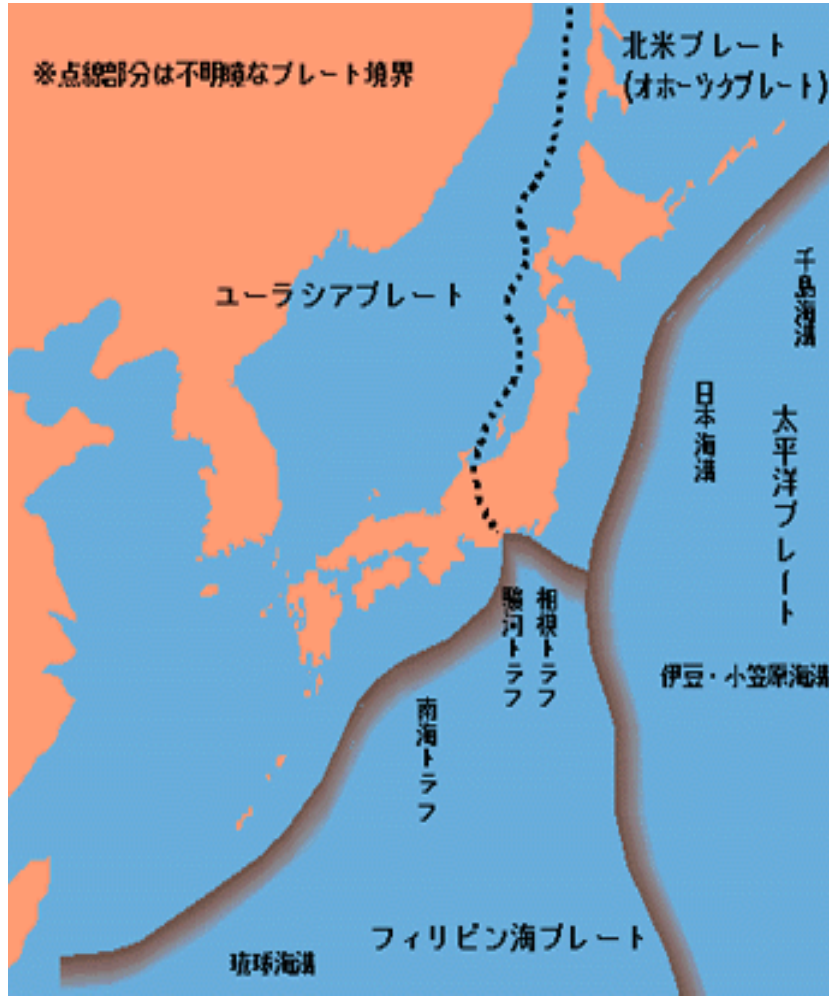 ※点線部分は不明瞭なプレート境界
北米プレート
(オホーツクプレート)
千島海溝
ユーラシアプレート
日本海溝
太平洋プレート
相模トラフ
駿河トラフ
伊豆・小笠原海溝
南海トラフ
フィリピン海プレート
琉球海溝